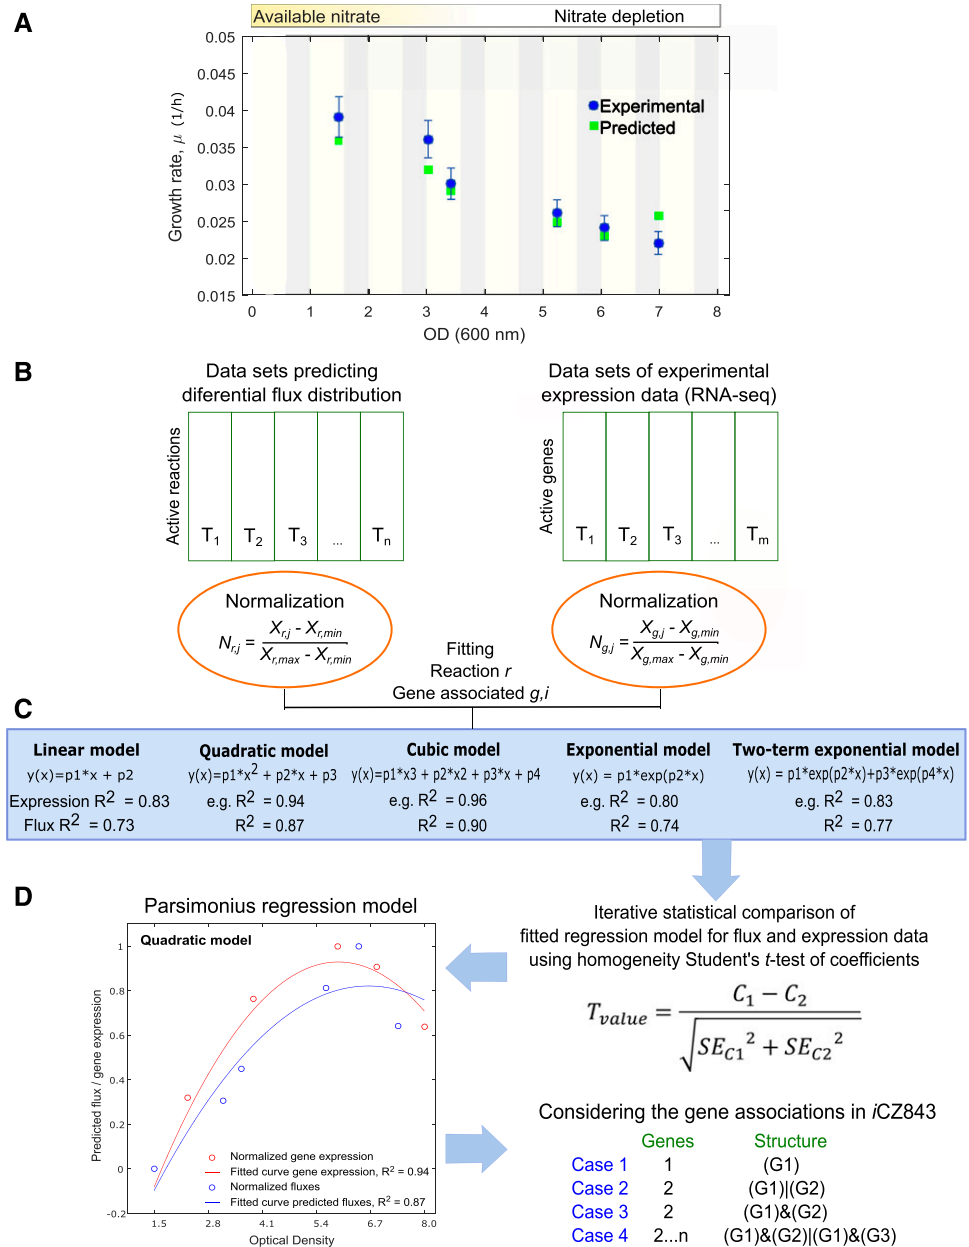 A
Available nitrate
Nitrate depletion
0.05
0.045
0.04
0.035
0.03
0.025
0.02
0.015
Growth rate, μ (1/h)
Experimental
Predicted
0 1 2 3 4 5 6 7 8
OD (600 nm)
B
Data sets predicting
diferential flux distribution
Active reactions
T1 T2 T3 ... Tn
Data sets of experimental
expression data (RNA-seq)
Active genes
T1 T2 T3 ... Tm
Normalization
Nr,j = (Xr,j - Xr,min) / (Xr,max - Xr,min)
Normalization
Ng,j = (Xg,j - Xg,min) / (Xg,max - Xg,min)
Fitting
Reaction r
Gene associated g,i
C
Linear model
y(x)=p1*x + p2
Expression R² = 0.83
Flux R² = 0.73
Quadratic model
y(x)=p1*x² + p2*x + p3
e.g. R² = 0.94
R² = 0.87
Cubic model
y(x)=p1*x3 + p2*x2 + p3*x + p4
e.g. R² = 0.96
R² = 0.90
Exponential model
y(x) = p1*exp(p2*x)
e.g. R² = 0.80
R² = 0.74
Two-term exponential model
y(x) = p1*exp(p2*x)+p3*exp(p4*x)
e.g. R² = 0.83
R² = 0.77
D
Parsimonius regression model
Quadratic model
1
0.8
0.6
0.4
0.2
0
-0.2
Predicted flux / gene expression
Normalized gene expression
Fitted curve gene expression, R² = 0.94
Normalized fluxes
Fitted curve predicted fluxes, R² = 0.87
1.5 2.8 4.1 5.4 6.7 8.0
Optical Density
Iterative statistical comparison of
fitted regression model for flux and expression data
using homogeneity Student's t-test of coefficients
Tvalue = (C1 − C2) / √(SEC1² + SEC2²)
Considering the gene associations in iCZ843
Genes Structure
Case 1 1 (G1)
Case 2 2 (G1)|(G2)
Case 3 2 (G1)&(G2)
Case 4 2...n (G1)&(G2)|(G1)&(G3)